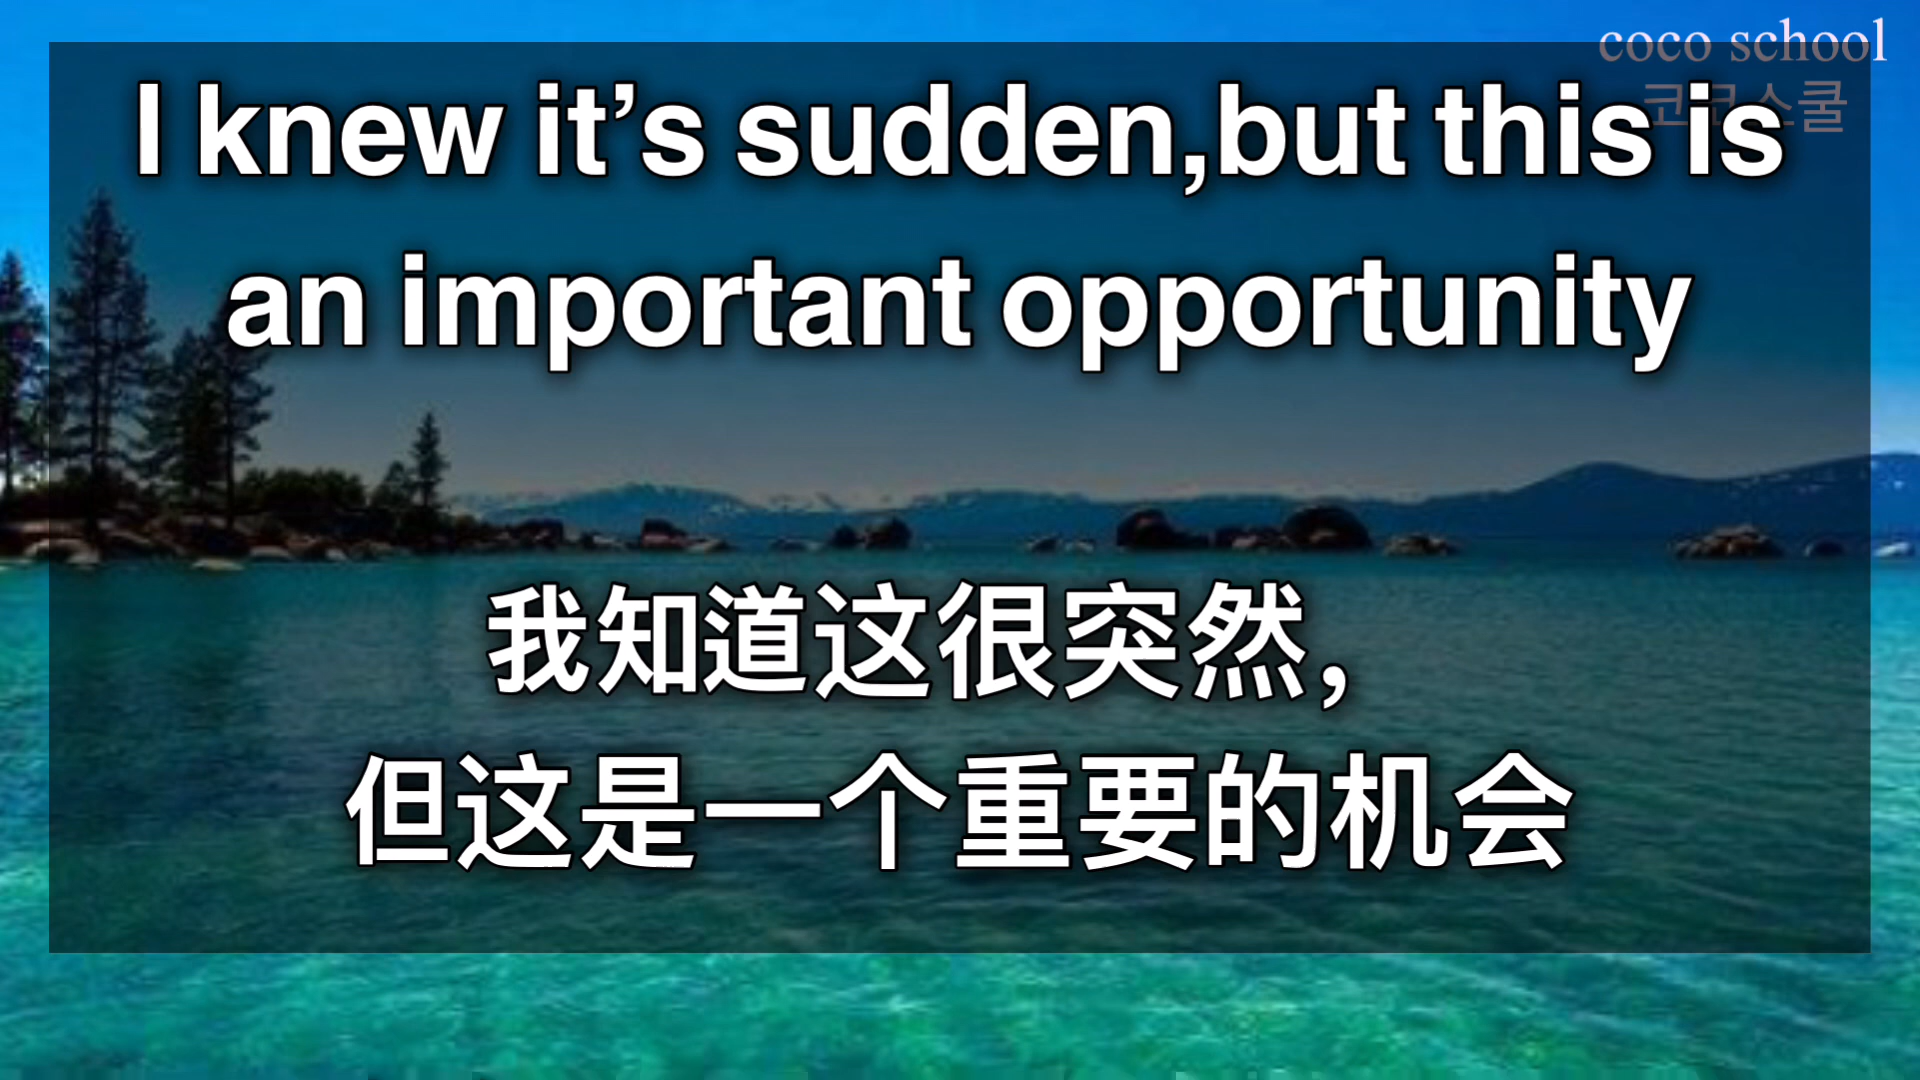 coco school
코코스쿨
I knew it’s sudden,but this is
an important opportunity
我知道这很突然，
但这是一个重要的机会